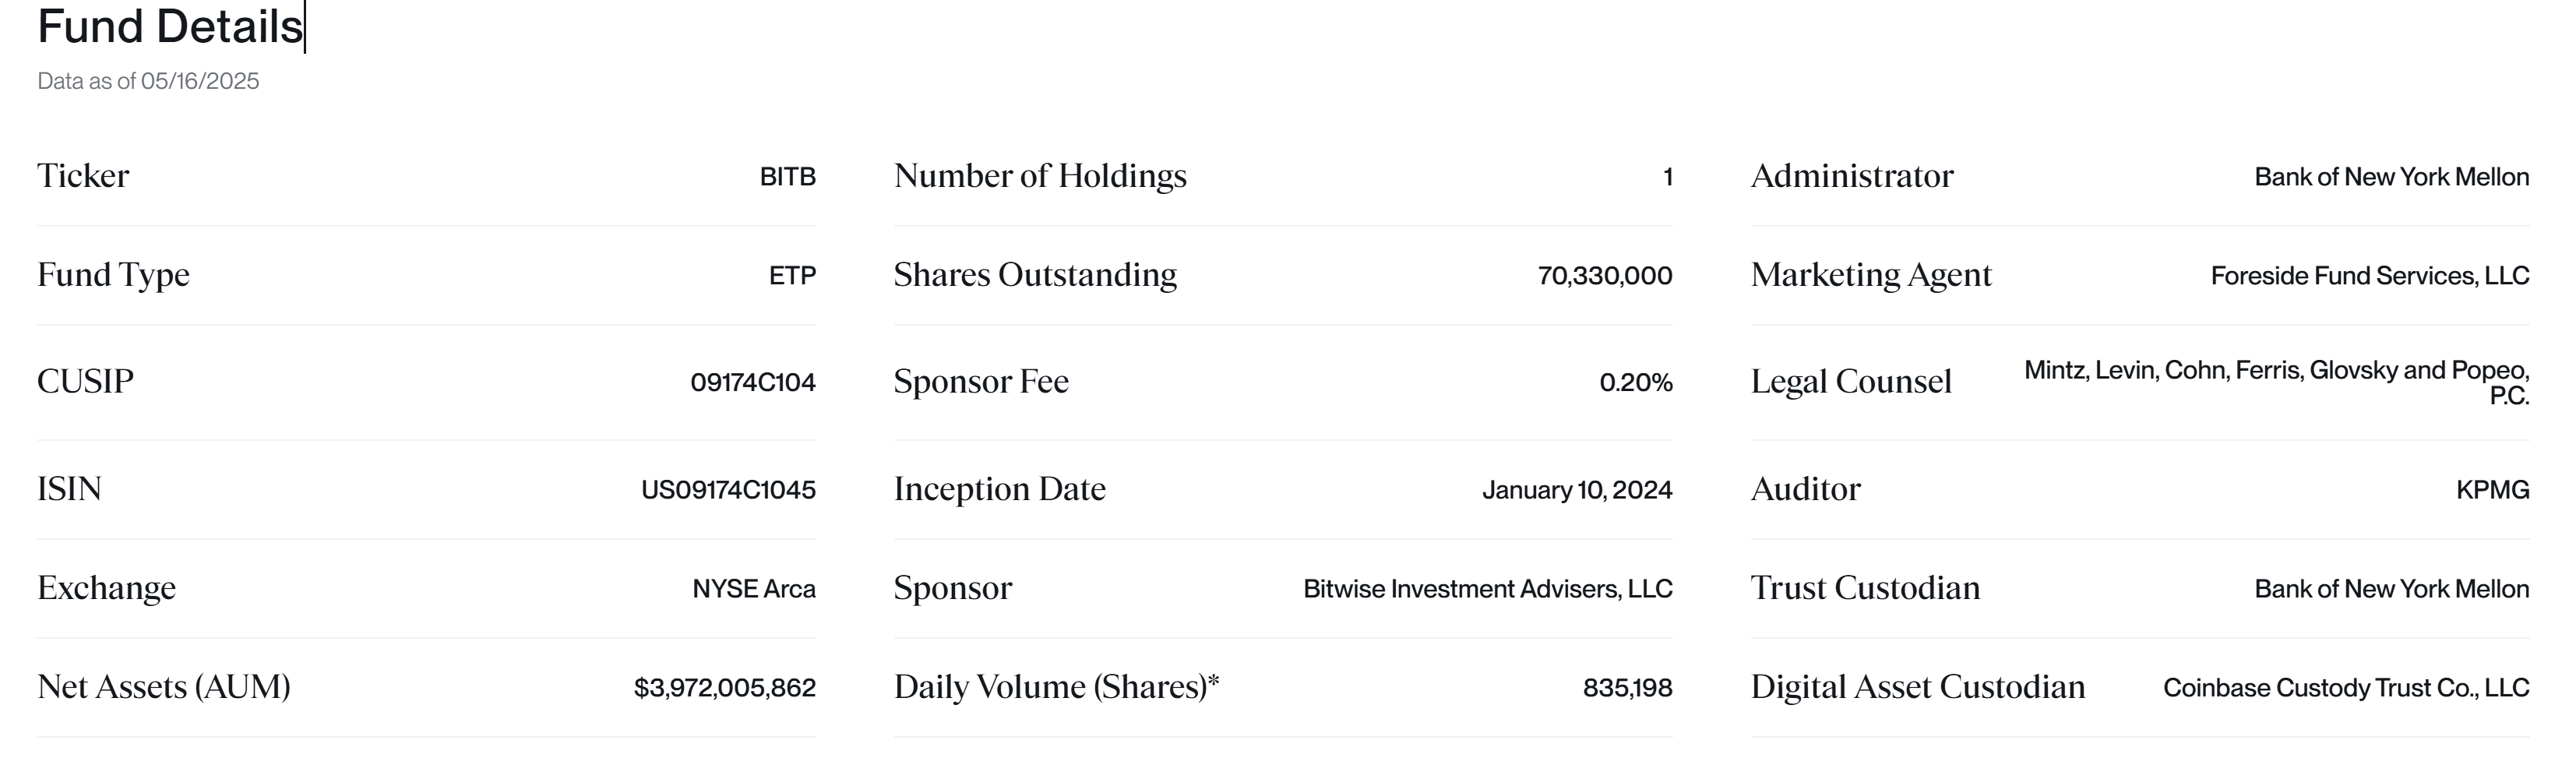 Fund Details
Data as of 05/16/2025
Ticker BITB
Fund Type ETP
CUSIP 09174C104
ISIN US09174C1045
Exchange NYSE Arca
Net Assets (AUM) $3,972,005,862
Number of Holdings 1
Shares Outstanding 70,330,000
Sponsor Fee 0.20%
Inception Date January 10, 2024
Sponsor Bitwise Investment Advisers, LLC
Daily Volume (Shares)* 835,198
Administrator Bank of New York Mellon
Marketing Agent Foreside Fund Services, LLC
Legal Counsel Mintz, Levin, Cohn, Ferris, Glovsky and Popeo,
P.C.
Auditor KPMG
Trust Custodian Bank of New York Mellon
Digital Asset Custodian Coinbase Custody Trust Co., LLC